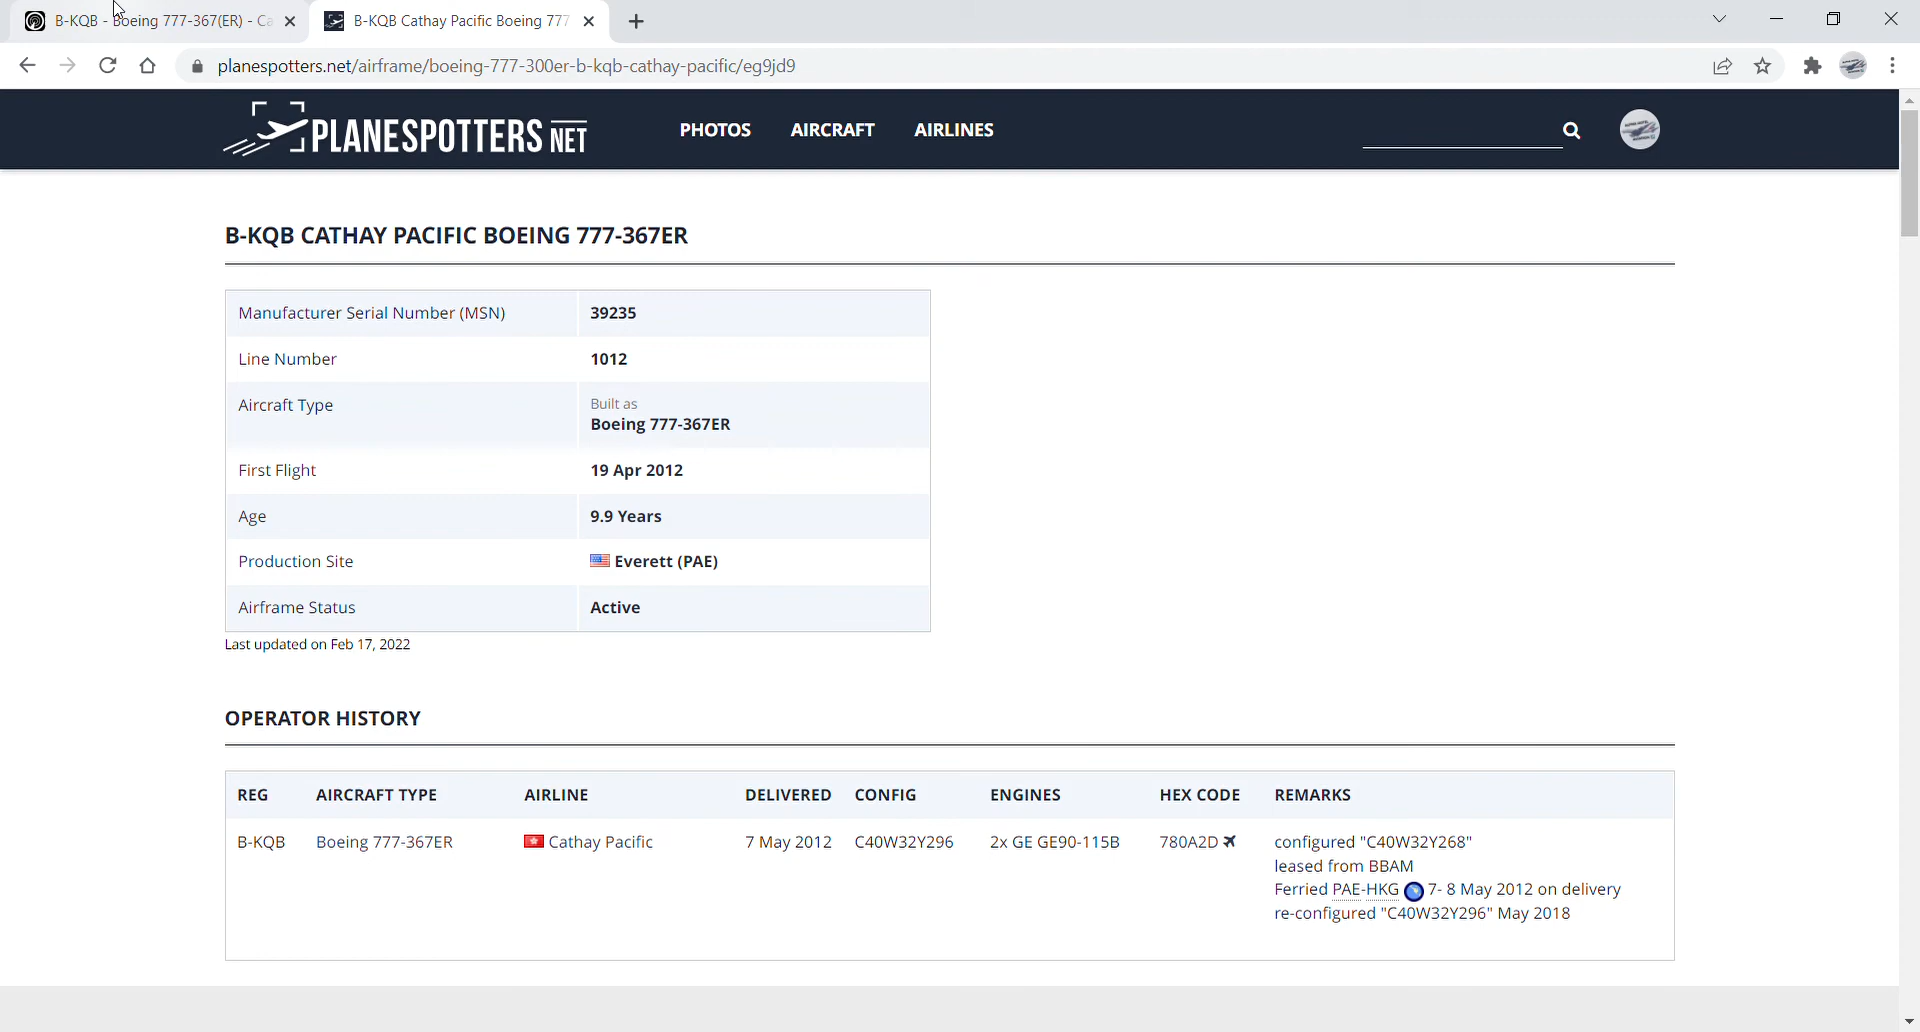 B-KQB - Boeing 777-367(ER) - Ca
B-KQB Cathay Pacific Boeing 777
planespotters.net/airframe/boeing-777-300er-b-kqb-cathay-pacific/eg9jd9
PLANESPOTTERS NET
PHOTOS AIRCRAFT AIRLINES
B-KQB CATHAY PACIFIC BOEING 777-367ER
Manufacturer Serial Number (MSN) 39235
Line Number 1012
Aircraft Type Built as
Boeing 777-367ER
First Flight 19 Apr 2012
Age 9.9 Years
Production Site Everett (PAE)
Airframe Status Active
Last updated on Feb 17, 2022
OPERATOR HISTORY
REG AIRCRAFT TYPE AIRLINE DELIVERED CONFIG ENGINES HEX CODE REMARKS
B-KQB Boeing 777-367ER Cathay Pacific 7 May 2012 C40W32Y296 2x GE GE90-115B 780A2D configured "C40W32Y268"
leased from BBAM
Ferried PAE-HKG 7- 8 May 2012 on delivery
re-configured "C40W32Y296" May 2018